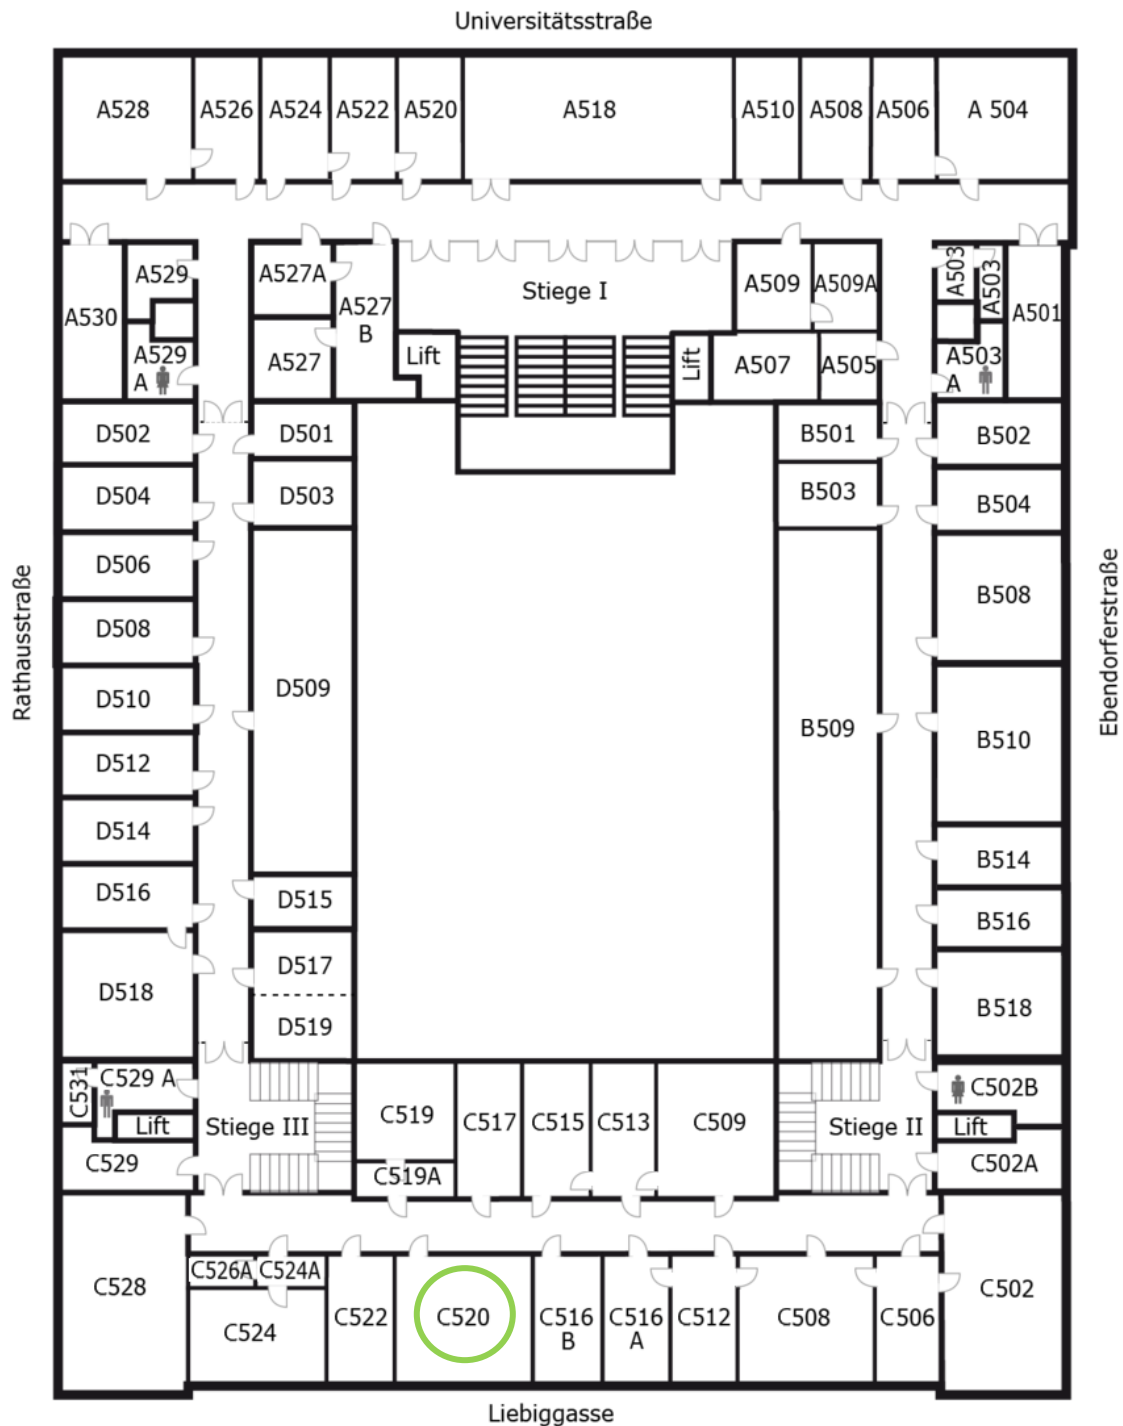 Universitätsstraße
A528
A526
A524
A522
A520
A518
A510
A508
A506
A 504
A529
A527A
A527
B
A530
A529
A
A527
Stiege I
Lift
Lift
A509
A509A
A507
A505
A503
A503
A501
A503
A
D502
D501
B501
B502
D504
D503
B503
B504
D506
D508
B508
D510
D509
B509
B510
D512
D514
B514
D516
D515
B516
D518
D517
D519
B518
Rathausstraße
Ebendorferstraße
C531
C529 A
Lift
C529
Stiege III
C519
C519A
C517
C515
C513
C509
Stiege II
C502B
Lift
C502A
C528
C526A
C524A
C524
C522
C520
C516
B
C516
A
C512
C508
C506
C502
Liebiggasse